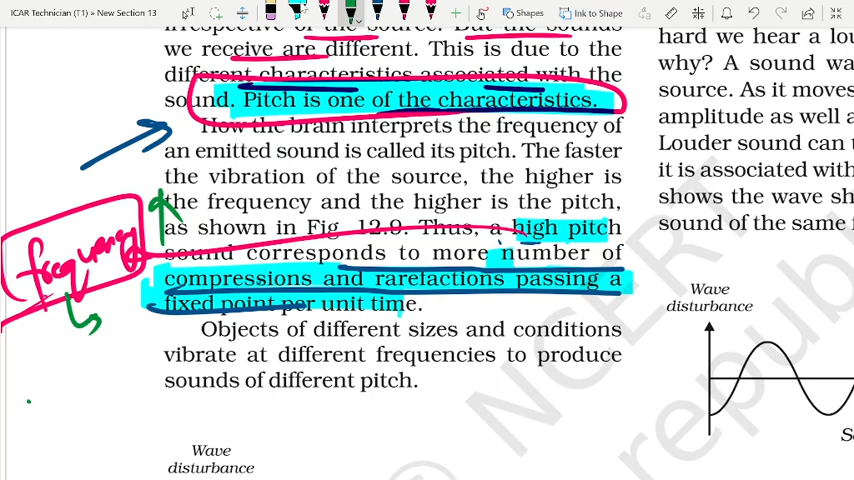 ICAR Technician (T1) » New Section 13
Shapes
Ink to Shape
irrespective of the source. But the sounds
we receive are different. This is due to the
different characteristics associated with the
sound. Pitch is one of the characteristics.
How the brain interprets the frequency of
an emitted sound is called its pitch. The faster
the vibration of the source, the higher is
the frequency and the higher is the pitch,
as shown in Fig. 12.9. Thus, a high pitch
sound corresponds to more number of
compressions and rarefactions passing a
fixed point per unit time.
Objects of different sizes and conditions
vibrate at different frequencies to produce
sounds of different pitch.
Wave
disturbance
frequency
hard we hear a lou
why? A sound wa
source. As it moves
amplitude as well a
Louder sound can t
it is associated with
shows the wave sh
sound of the same f
Wave
disturbance
© NCERT
republ